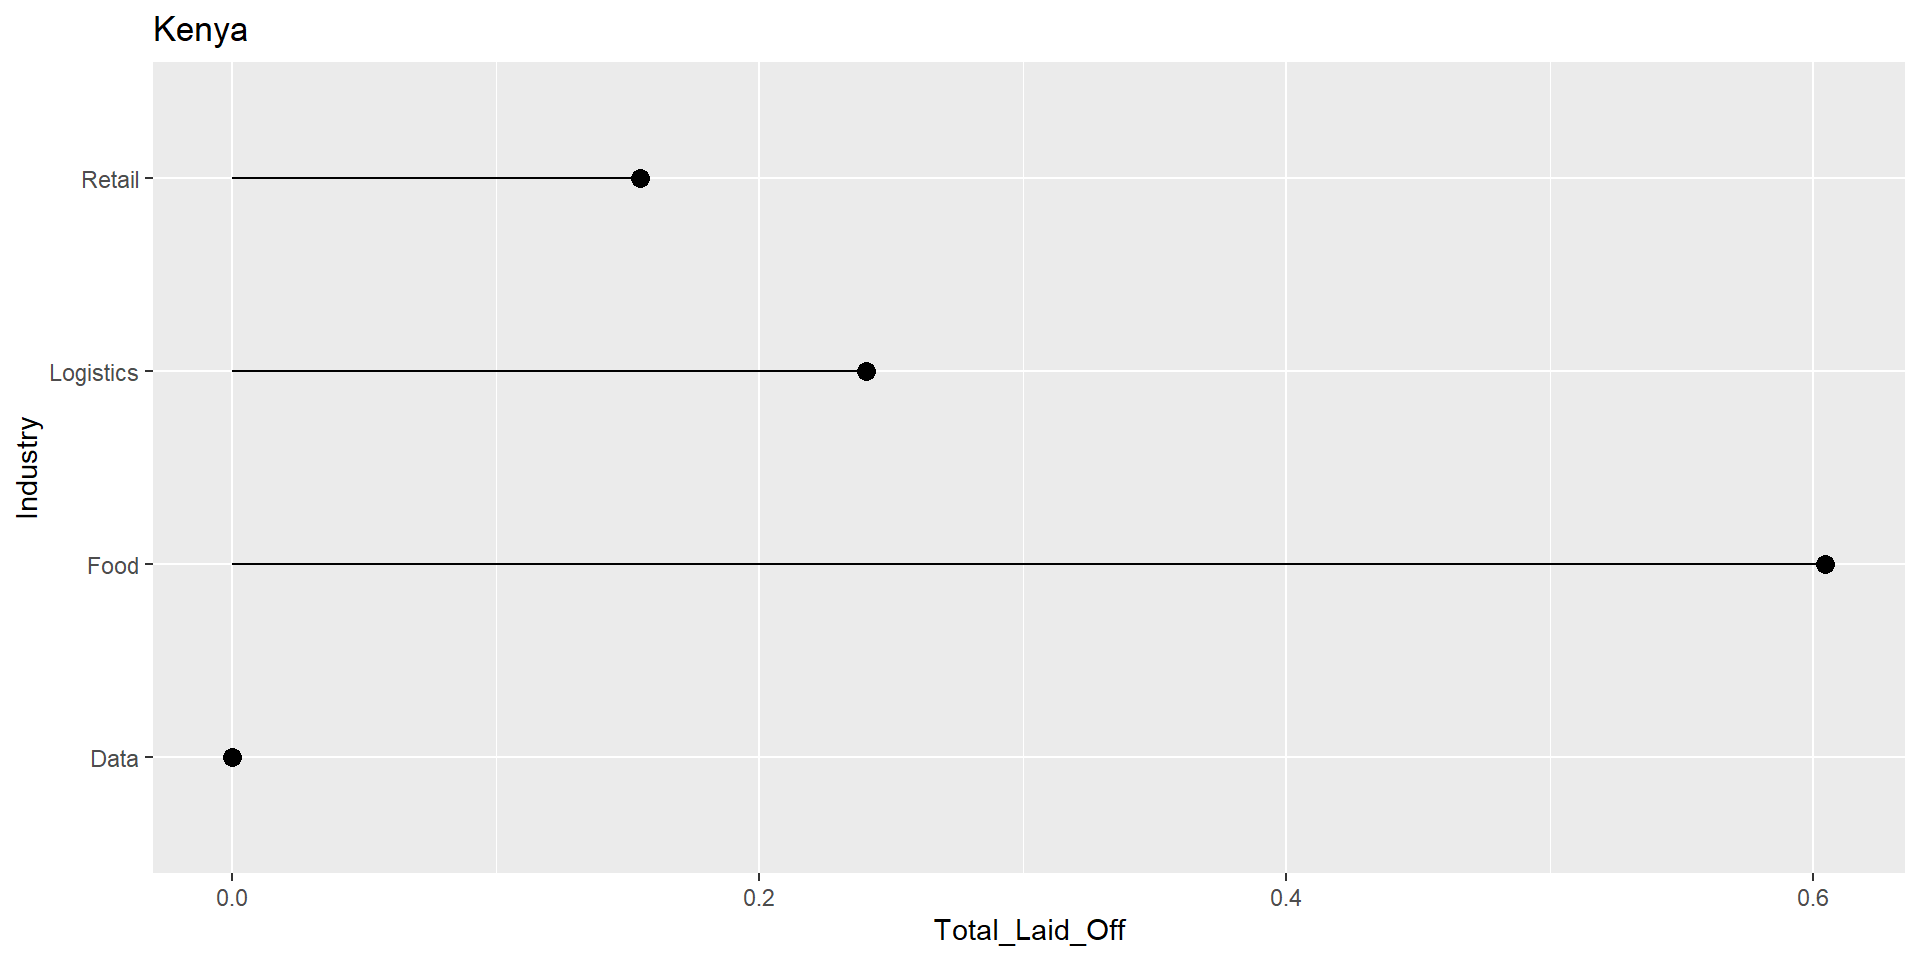 Kenya
Retail
Logistics
Food
Data
Industry
0.0 0.2 0.4 0.6
Total_Laid_Off